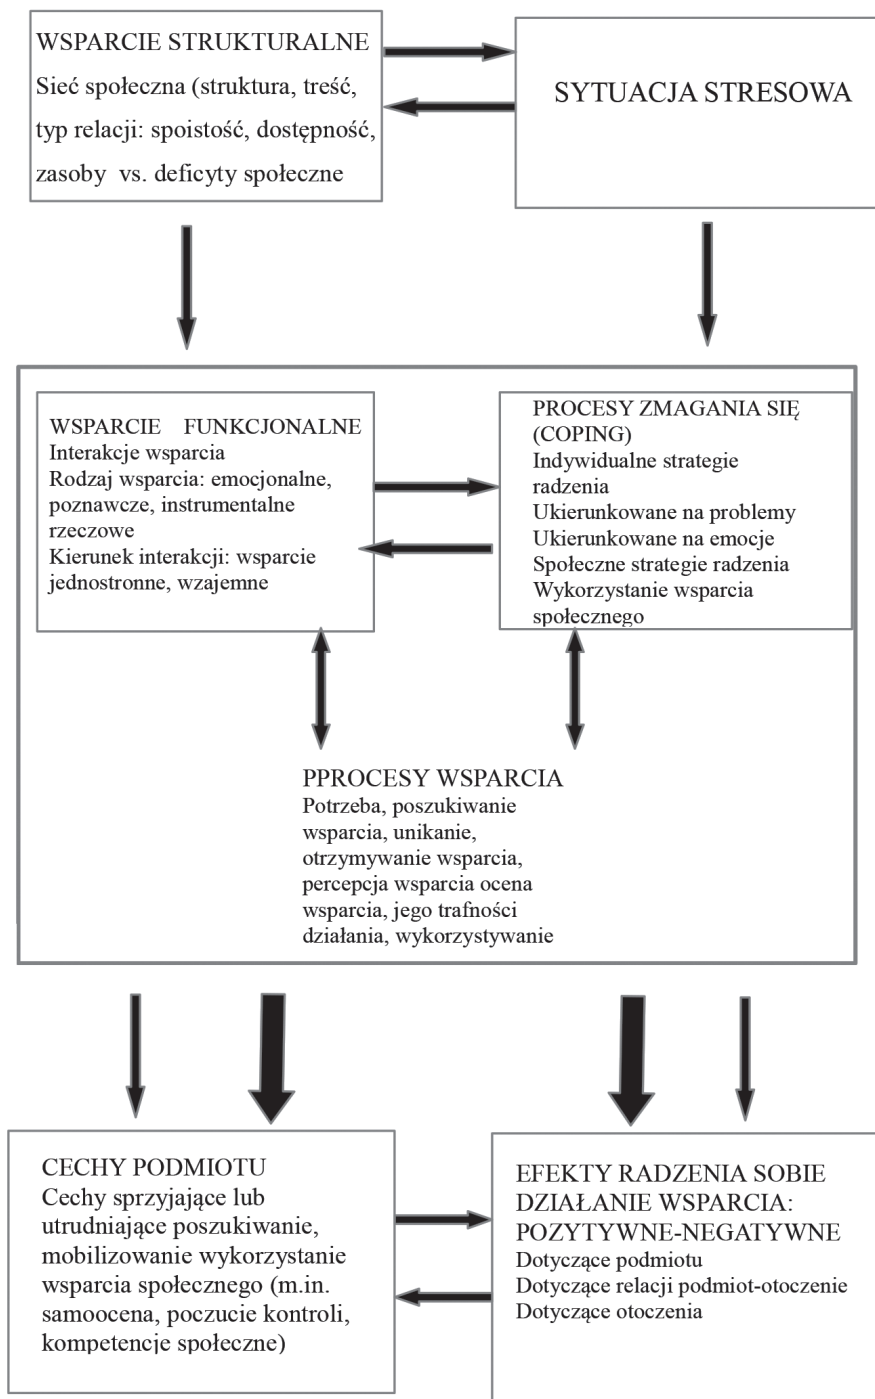 WSPARCIE STRUKTURALNE
Sieć społeczna (struktura, treść,
typ relacji: spoistość, dostępność,
zasoby vs. deficyty społeczne
SYTUACJA STRESOWA
WSPARCIE FUNKCJONALNE
Interakcje wsparcia
Rodzaj wsparcia: emocjonalne,
poznawcze, instrumentalne
rzeczowe
Kierunek interakcji: wsparcie
jednostronne, wzajemne
PROCESY ZMAGANIA SIĘ
(COPING)
Indywidualne strategie
radzenia
Ukierunkowane na problemy
Ukierunkowane na emocje
Społeczne strategie radzenia
Wykorzystanie wsparcia
społecznego
PPROCESY WSPARCIA
Potrzeba, poszukiwanie
wsparcia, unikanie,
otrzymywanie wsparcia,
percepcja wsparcia ocena
wsparcia, jego trafności
działania, wykorzystywanie
CECHY PODMIOTU
Cechy sprzyjające lub
utrudniające poszukiwanie,
mobilizowanie wykorzystanie
wsparcia społecznego (m.in.
samoocena, poczucie kontroli,
kompetencje społeczne)
EFEKTY RADZENIA SOBIE
DZIAŁANIE WSPARCIA:
POZYTYWNE-NEGATYWNE
Dotyczące podmiotu
Dotyczące relacji podmiot-otoczenie
Dotyczące otoczenia